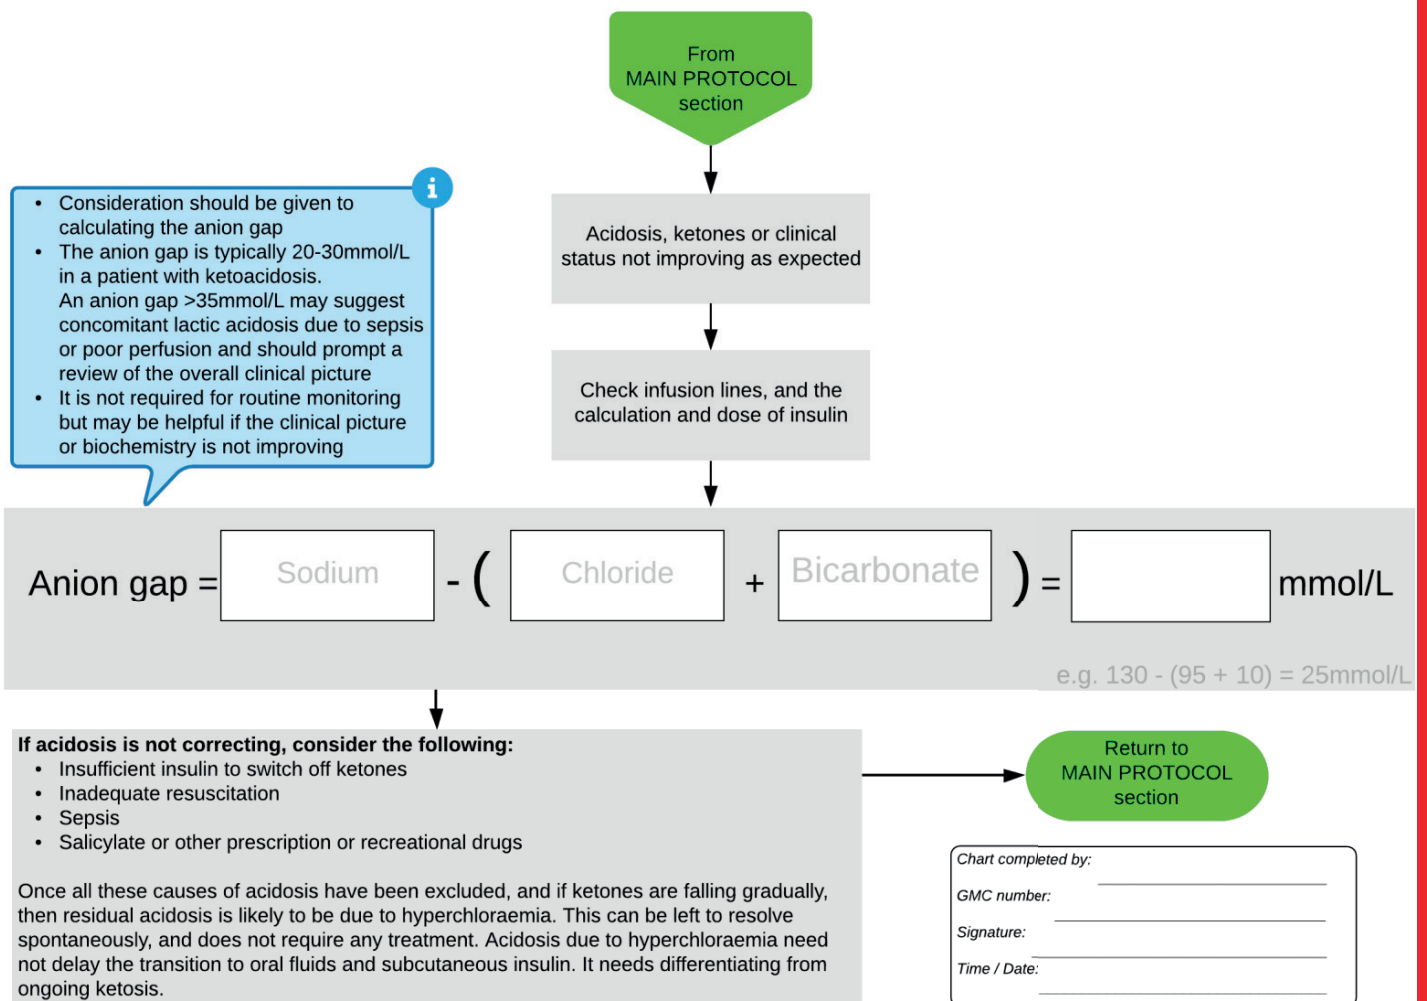 From
MAIN PROTOCOL
section
i
• Consideration should be given to
calculating the anion gap
• The anion gap is typically 20-30mmol/L
in a patient with ketoacidosis.
An anion gap >35mmol/L may suggest
concomitant lactic acidosis due to sepsis
or poor perfusion and should prompt a
review of the overall clinical picture
• It is not required for routine monitoring
but may be helpful if the clinical picture
or biochemistry is not improving
Acidosis, ketones or clinical
status not improving as expected
Check infusion lines, and the
calculation and dose of insulin
Anion gap = Sodium - ( Chloride + Bicarbonate ) = mmol/L
e.g. 130 - (95 + 10) = 25mmol/L
If acidosis is not correcting, consider the following:
• Insufficient insulin to switch off ketones
• Inadequate resuscitation
• Sepsis
• Salicylate or other prescription or recreational drugs
Once all these causes of acidosis have been excluded, and if ketones are falling gradually,
then residual acidosis is likely to be due to hyperchloraemia. This can be left to resolve
spontaneously, and does not require any treatment. Acidosis due to hyperchloraemia need
not delay the transition to oral fluids and subcutaneous insulin. It needs differentiating from
ongoing ketosis.
Return to
MAIN PROTOCOL
section
Chart completed by:
GMC number:
Signature:
Time / Date: